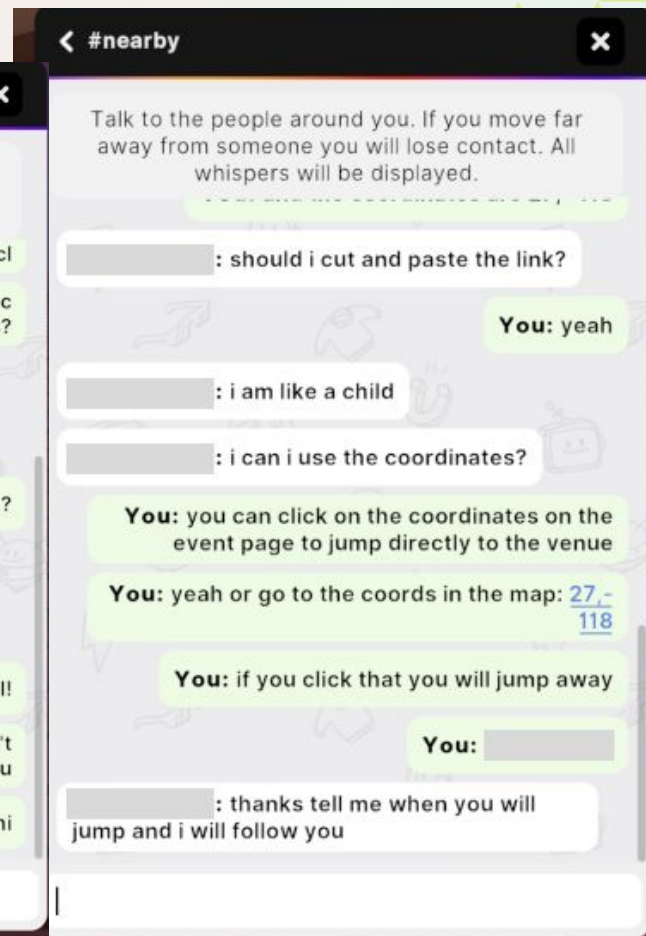 #nearby
Talk to the people around you. If you move far
away from someone you will lose contact. All
whispers will be displayed.
: should i cut and paste the link?
You: yeah
: i am like a child
: i can i use the coordinates?
You: you can click on the coordinates on the
event page to jump directly to the venue
You: yeah or go to the coords in the map: 27,-
118
You: if you click that you will jump away
You:
: thanks tell me when you will
jump and i will follow you